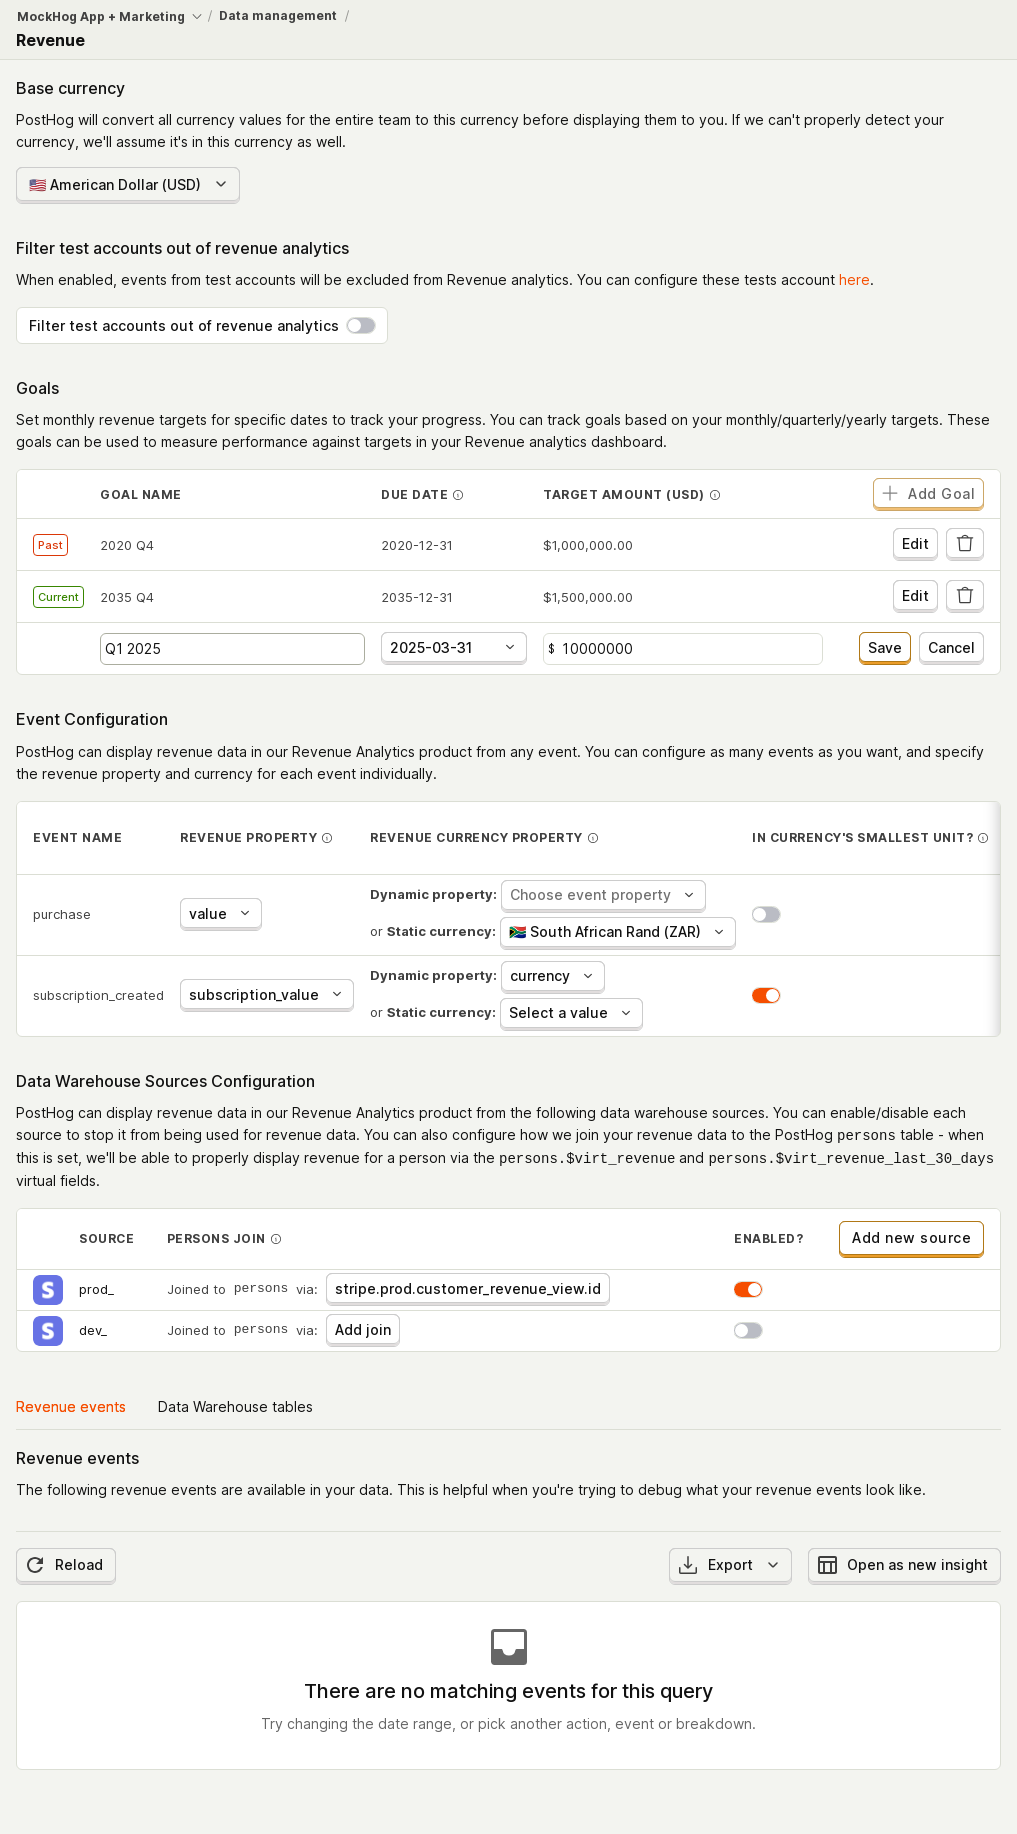 MockHog App + Marketing / Data management /
Revenue
Base currency
PostHog will convert all currency values for the entire team to this currency before displaying them to you. If we can't properly detect your
currency, we'll assume it's in this currency as well.
🇺🇸 American Dollar (USD)
Filter test accounts out of revenue analytics
When enabled, events from test accounts will be excluded from Revenue analytics. You can configure these tests account here.
Filter test accounts out of revenue analytics
Goals
Set monthly revenue targets for specific dates to track your progress. You can track goals based on your monthly/quarterly/yearly targets. These
goals can be used to measure performance against targets in your Revenue analytics dashboard.
GOAL NAME DUE DATE TARGET AMOUNT (USD) Add Goal
Past 2020 Q4 2020-12-31 $1,000,000.00 Edit
Current 2035 Q4 2035-12-31 $1,500,000.00 Edit
Q1 2025 2025-03-31 $ 10000000 Save Cancel
Event Configuration
PostHog can display revenue data in our Revenue Analytics product from any event. You can configure as many events as you want, and specify
the revenue property and currency for each event individually.
EVENT NAME REVENUE PROPERTY REVENUE CURRENCY PROPERTY IN CURRENCY'S SMALLEST UNIT?
purchase value Dynamic property: Choose event property
or Static currency: 🇿🇦 South African Rand (ZAR)
subscription_created subscription_value Dynamic property: currency
or Static currency: Select a value
Data Warehouse Sources Configuration
PostHog can display revenue data in our Revenue Analytics product from the following data warehouse sources. You can enable/disable each
source to stop it from being used for revenue data. You can also configure how we join your revenue data to the PostHog persons table - when
this is set, we'll be able to properly display revenue for a person via the persons.$virt_revenue and persons.$virt_revenue_last_30_days
virtual fields.
SOURCE PERSONS JOIN ENABLED? Add new source
S prod_ Joined to persons via: stripe.prod.customer_revenue_view.id
S dev_ Joined to persons via: Add join
Revenue events Data Warehouse tables
Revenue events
The following revenue events are available in your data. This is helpful when you're trying to debug what your revenue events look like.
Reload Export Open as new insight
There are no matching events for this query
Try changing the date range, or pick another action, event or breakdown.